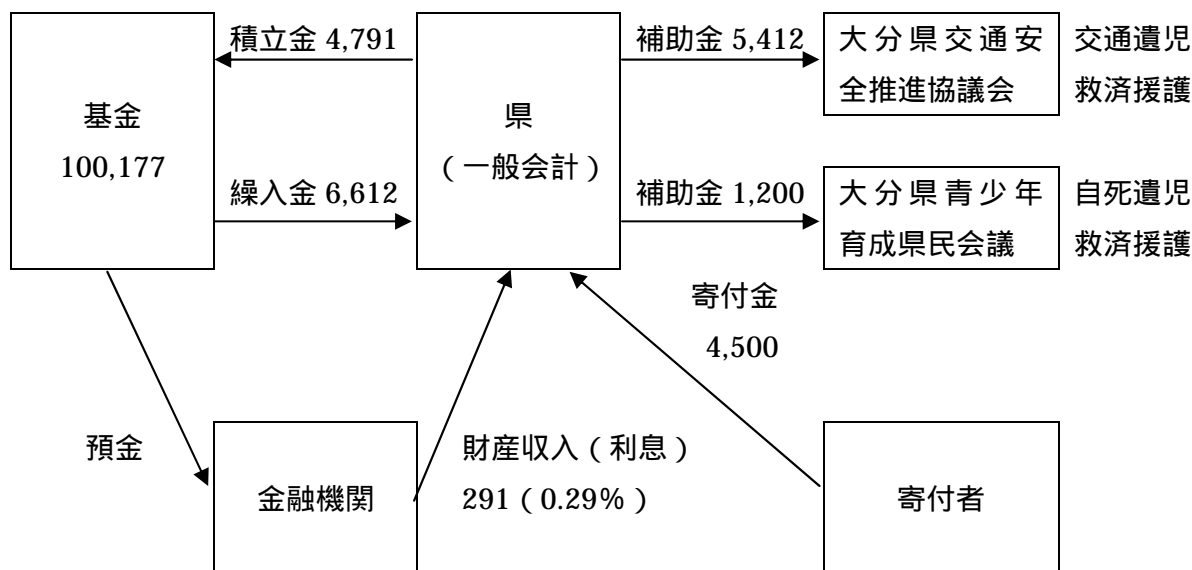 積立金 4,791
補助金 5,412
大分県交通安
全推進協議会
交通遺児
救済援護
基金
100,177
県
（一般会計）
繰入金 6,612
補助金 1,200
大分県青少年
育成県民会議
自死遺児
救済援護
寄付金
4,500
預金
金融機関
財産収入（利息）
291（0.29％）
寄付者